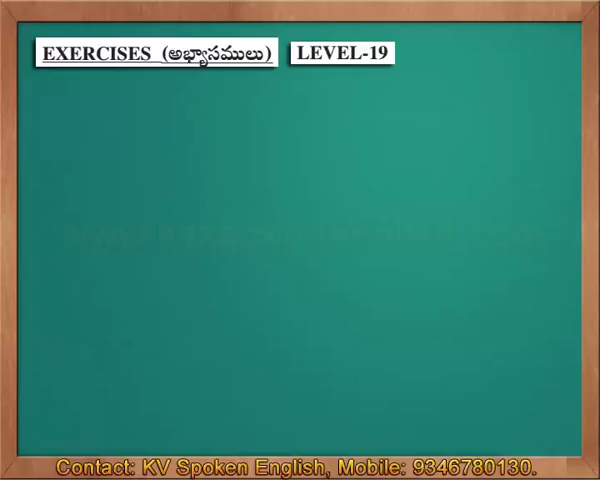 EXERCISES (అభ్యాసములు) LEVEL-19
Contact: KV Spoken English, Mobile: 9346780130.